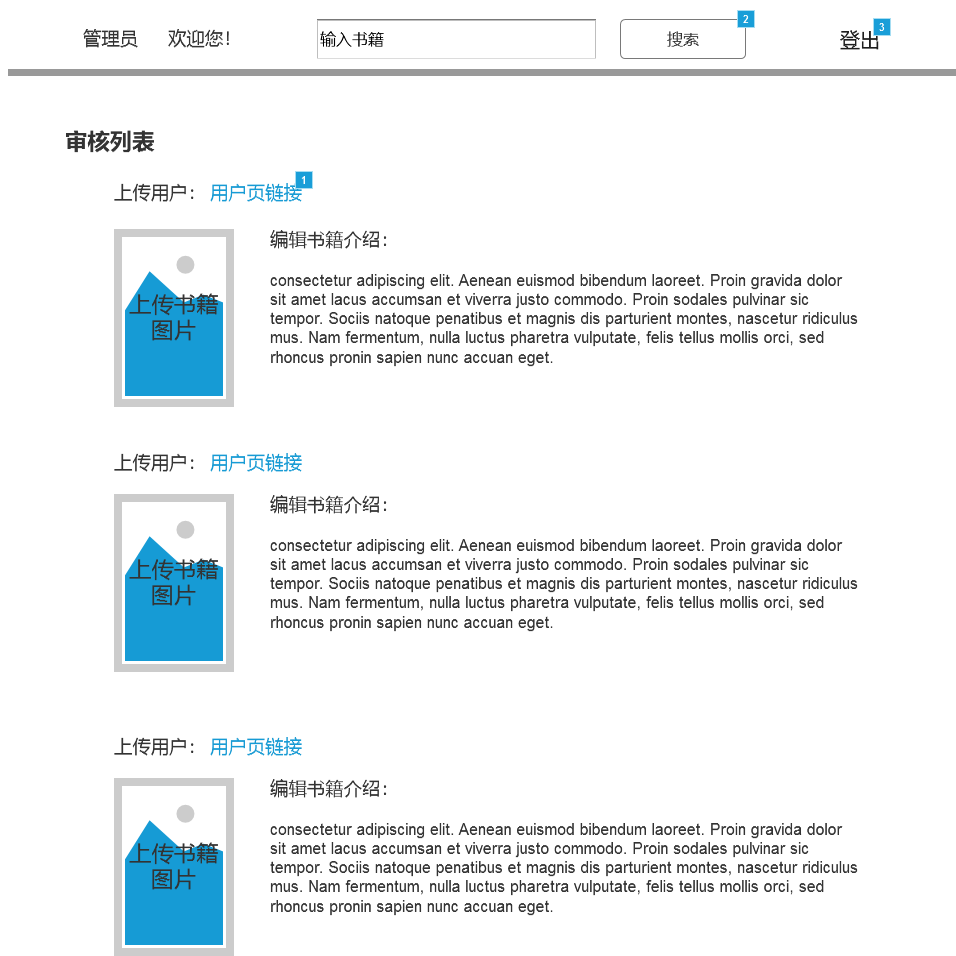 管理员 欢迎您！ 输入书籍 搜索 2 登出 3
审核列表
上传用户： 用户页链接 1
编辑书籍介绍：
上传书籍
图片
consectetur adipiscing elit. Aenean euismod bibendum laoreet. Proin gravida dolor
sit amet lacus accumsan et viverra justo commodo. Proin sodales pulvinar sic
tempor. Sociis natoque penatibus et magnis dis parturient montes, nascetur ridiculus
mus. Nam fermentum, nulla luctus pharetra vulputate, felis tellus mollis orci, sed
rhoncus pronin sapien nunc accuan eget.
上传用户： 用户页链接
编辑书籍介绍：
上传书籍
图片
consectetur adipiscing elit. Aenean euismod bibendum laoreet. Proin gravida dolor
sit amet lacus accumsan et viverra justo commodo. Proin sodales pulvinar sic
tempor. Sociis natoque penatibus et magnis dis parturient montes, nascetur ridiculus
mus. Nam fermentum, nulla luctus pharetra vulputate, felis tellus mollis orci, sed
rhoncus pronin sapien nunc accuan eget.
上传用户： 用户页链接
编辑书籍介绍：
上传书籍
图片
consectetur adipiscing elit. Aenean euismod bibendum laoreet. Proin gravida dolor
sit amet lacus accumsan et viverra justo commodo. Proin sodales pulvinar sic
tempor. Sociis natoque penatibus et magnis dis parturient montes, nascetur ridiculus
mus. Nam fermentum, nulla luctus pharetra vulputate, felis tellus mollis orci, sed
rhoncus pronin sapien nunc accuan eget.